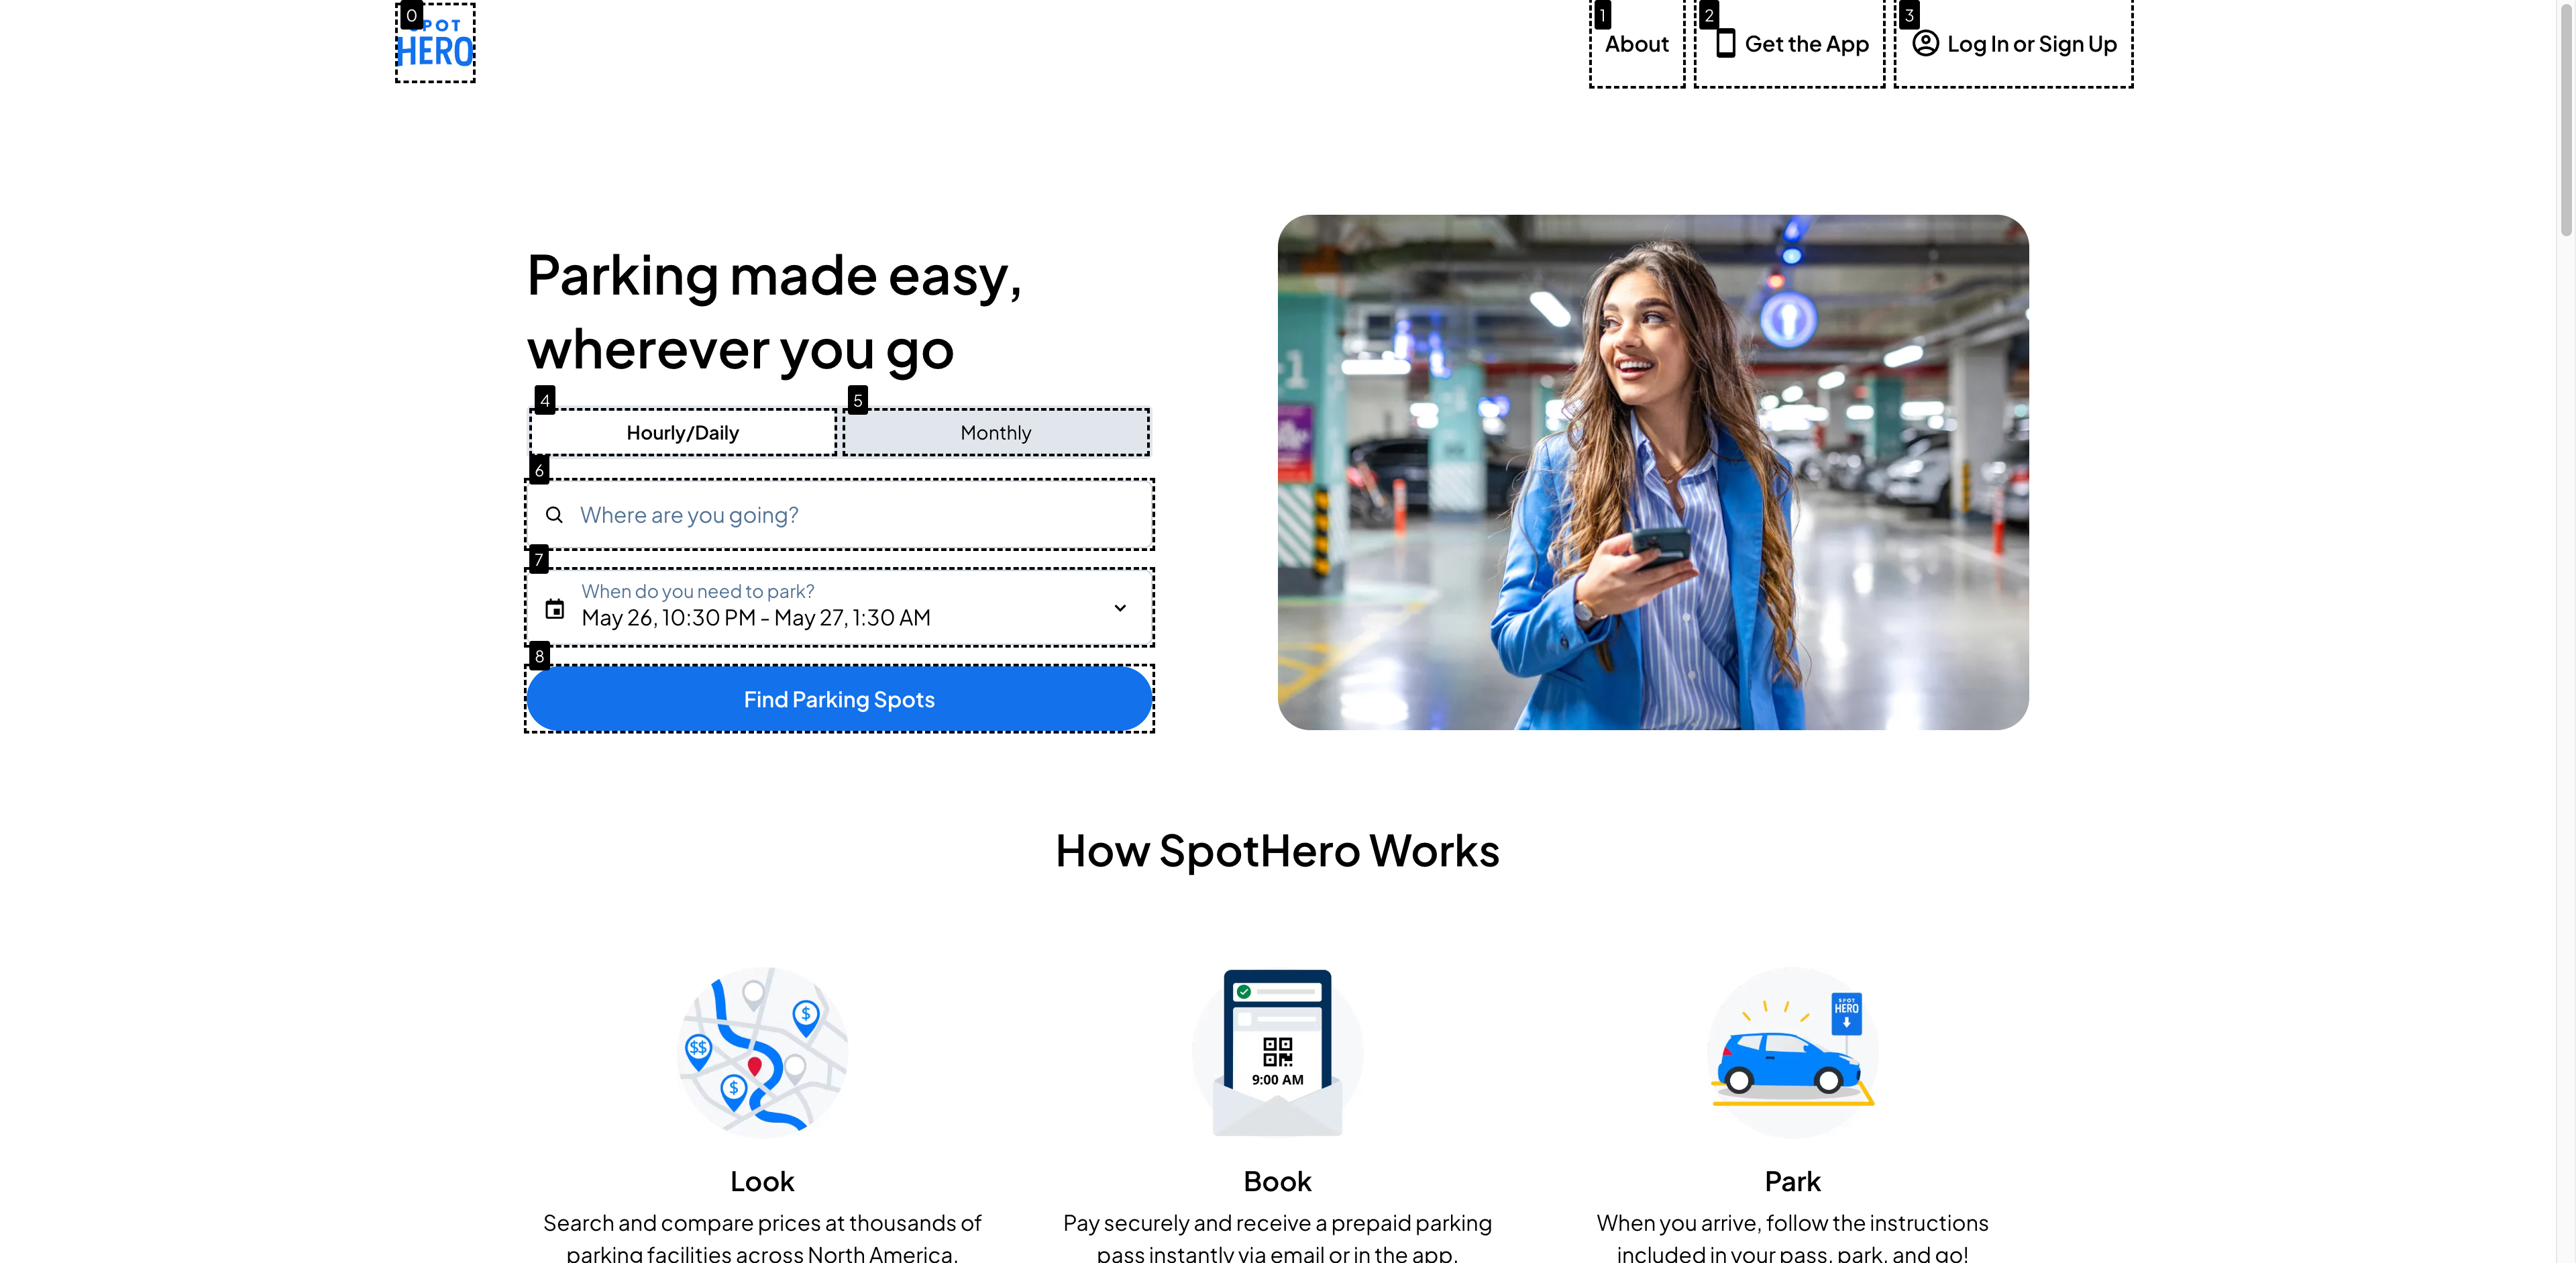 0
SPOT
HERO
1
About
2
Get the App
3
Log In or Sign Up
Parking made easy,
wherever you go
4
Hourly/Daily
5
Monthly
6
Where are you going?
7
When do you need to park?
May 26, 10:30 PM - May 27, 1:30 AM
8
Find Parking Spots
How SpotHero Works
$
$$
$
9:00 AM
SPOT
HERO
Look
Book
Park
Search and compare prices at thousands of
parking facilities across North America.
Pay securely and receive a prepaid parking
pass instantly via email or in the app.
When you arrive, follow the instructions
included in your pass, park, and go!